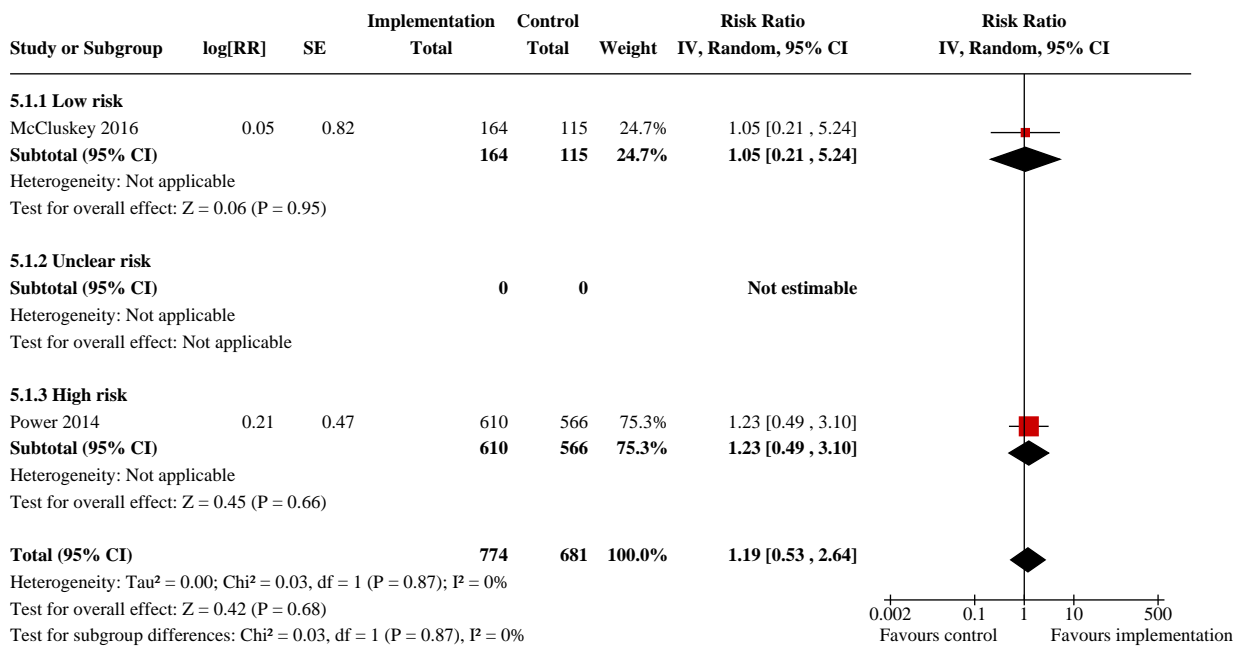 Implementation Control Risk Ratio Risk Ratio
Study or Subgroup log[RR] SE Total Total Weight IV, Random, 95% CI IV, Random, 95% CI
5.1.1 Low risk
McCluskey 2016 0.05 0.82 164 115 24.7% 1.05 [0.21 , 5.24]
Subtotal (95% CI) 164 115 24.7% 1.05 [0.21 , 5.24]
Heterogeneity: Not applicable
Test for overall effect: Z = 0.06 (P = 0.95)
5.1.2 Unclear risk
Subtotal (95% CI) 0 0 Not estimable
Heterogeneity: Not applicable
Test for overall effect: Not applicable
5.1.3 High risk
Power 2014 0.21 0.47 610 566 75.3% 1.23 [0.49 , 3.10]
Subtotal (95% CI) 610 566 75.3% 1.23 [0.49 , 3.10]
Heterogeneity: Not applicable
Test for overall effect: Z = 0.45 (P = 0.66)
Total (95% CI) 774 681 100.0% 1.19 [0.53 , 2.64]
Heterogeneity: Tau² = 0.00; Chi² = 0.03, df = 1 (P = 0.87); I² = 0%
Test for overall effect: Z = 0.42 (P = 0.68)
Test for subgroup differences: Chi² = 0.03, df = 1 (P = 0.87), I² = 0%
0.002 0.1 1 10 500
Favours control Favours implementation